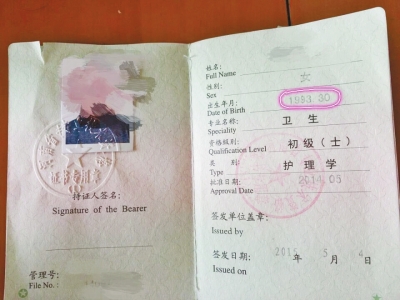 持证人签名:
Signature of the Bearer
管理号:
File No. :
姓名:
Full Name
性别: 女
Sex
出生年月: 1993.30
Date of Birth
专业名称: 卫生
Speciality
资格级别: 初级（士）
Qualification Level
类别: 护理学
Type
批准日期: 2014.05
Approval Date
签发单位盖章:
Issued by
签发日期: 2015 年 5 月 4 日
Issued on